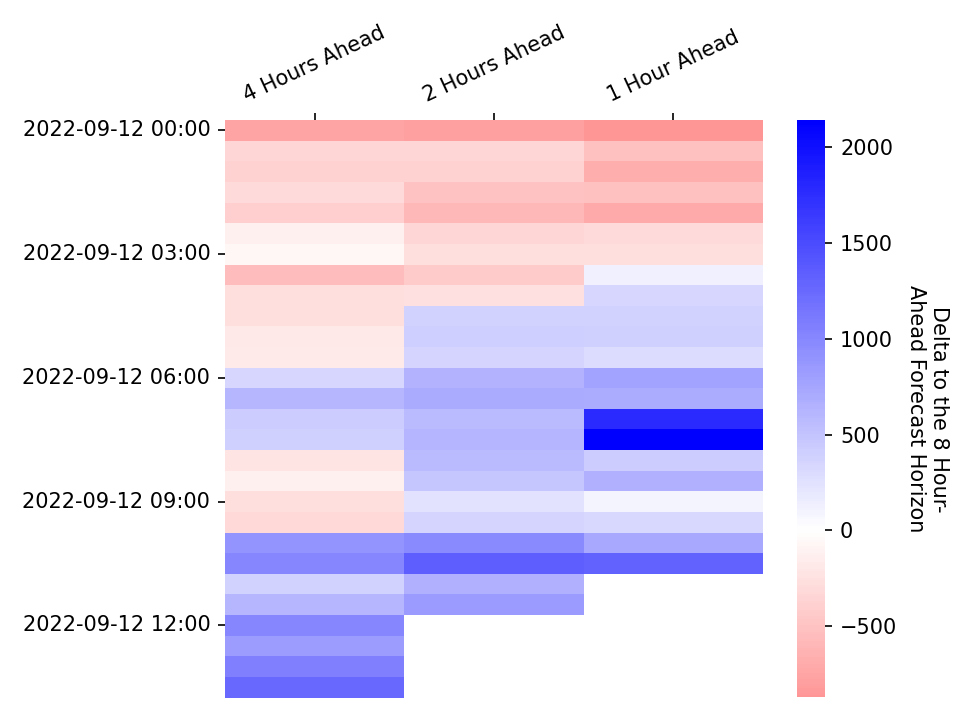 4 Hours Ahead
2 Hours Ahead
1 Hour Ahead
2022-09-12 00:00
2022-09-12 03:00
2022-09-12 06:00
2022-09-12 09:00
2022-09-12 12:00
2000
1500
1000
500
0
−500
Delta to the 8 Hour-
Ahead Forecast Horizon